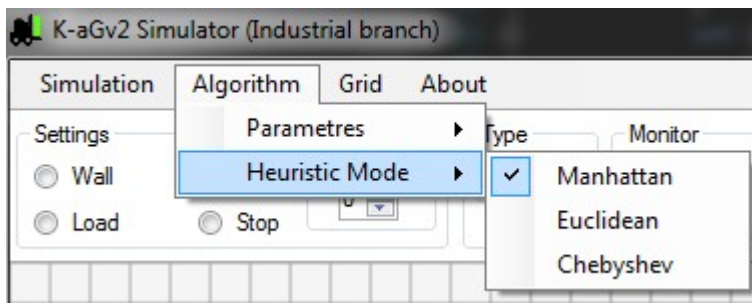 K-aGv2 Simulator (Industrial branch)
Simulation Algorithm Grid About
Settings Parametres Type Monitor
Wall Heuristic Mode Manhattan
Load Stop Euclidean
Chebyshev